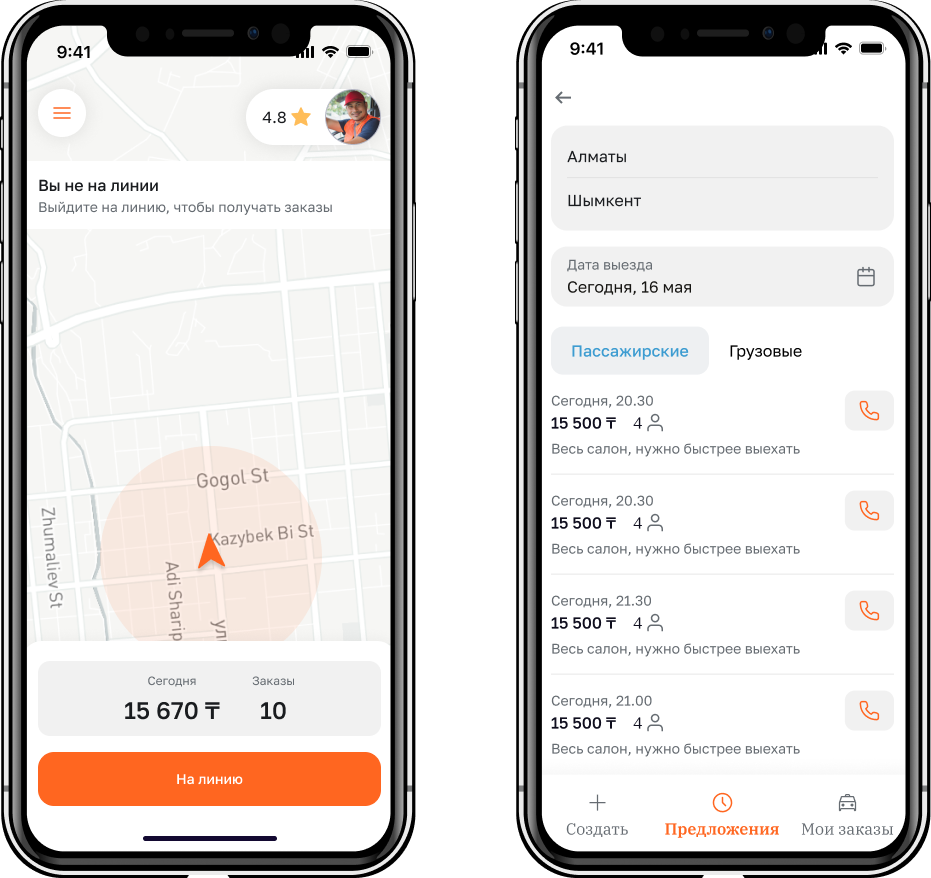 9:41
4.8
Вы не на линии
Выйдите на линию, чтобы получать заказы
Gogol St
Kazybek Bi St
Zhumaliev St
Adi Sharip
ул
Сегодня
Заказы
15 670 ₸
10
На линию
9:41
Алматы
Шымкент
Дата выезда
Сегодня, 16 мая
Пассажирские
Грузовые
Сегодня, 20.30
15 500 ₸ 4
Весь салон, нужно быстрее выехать
Сегодня, 20.30
15 500 ₸ 4
Весь салон, нужно быстрее выехать
Сегодня, 21.30
15 500 ₸ 4
Весь салон, нужно быстрее выехать
Сегодня, 21.00
15 500 ₸ 4
Весь салон, нужно быстрее выехать
Создать
Предложения
Мои заказы